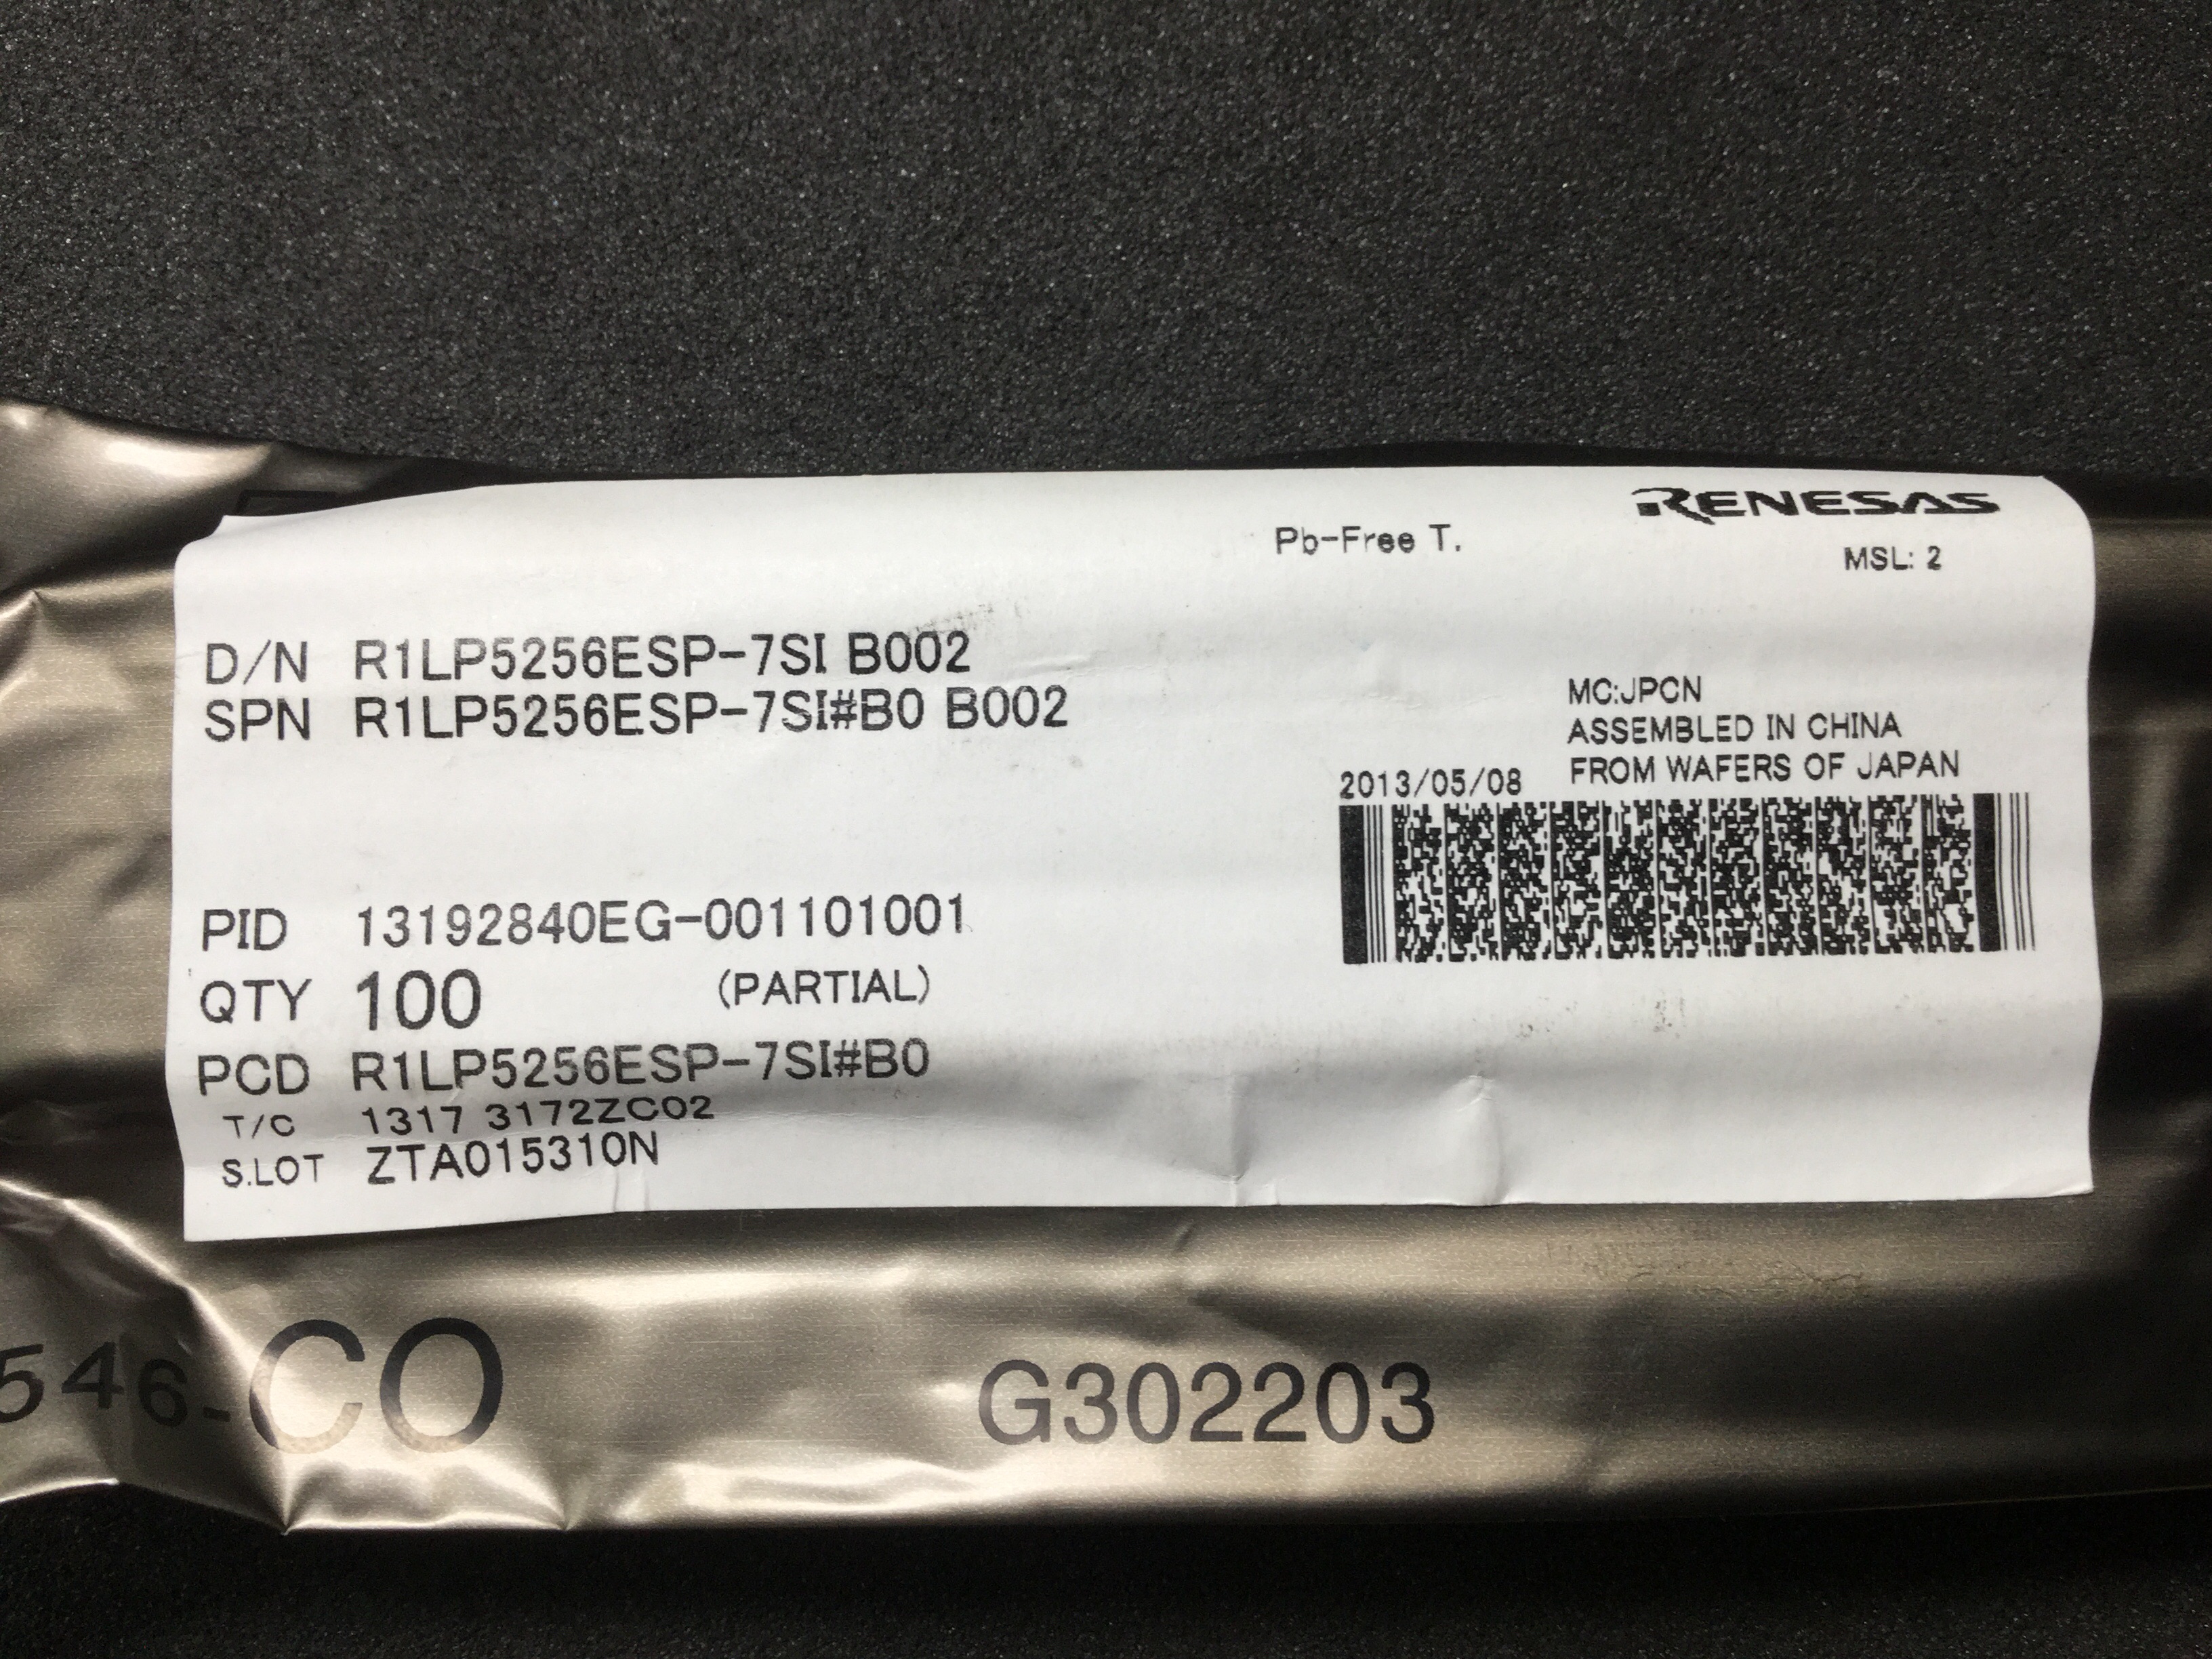 RENESAS
Pb-Free T.
MSL: 2
D/N R1LP5256ESP-7SI B002
SPN R1LP5256ESP-7SI#B0 B002
MC:JPCN
ASSEMBLED IN CHINA
2013/05/08 FROM WAFERS OF JAPAN
PID 13192840EG-001101001
QTY 100 (PARTIAL)
PCD R1LP5256ESP-7SI#B0
T/C 1317 3172ZC02
S.LOT ZTA015310N
546-CO G302203